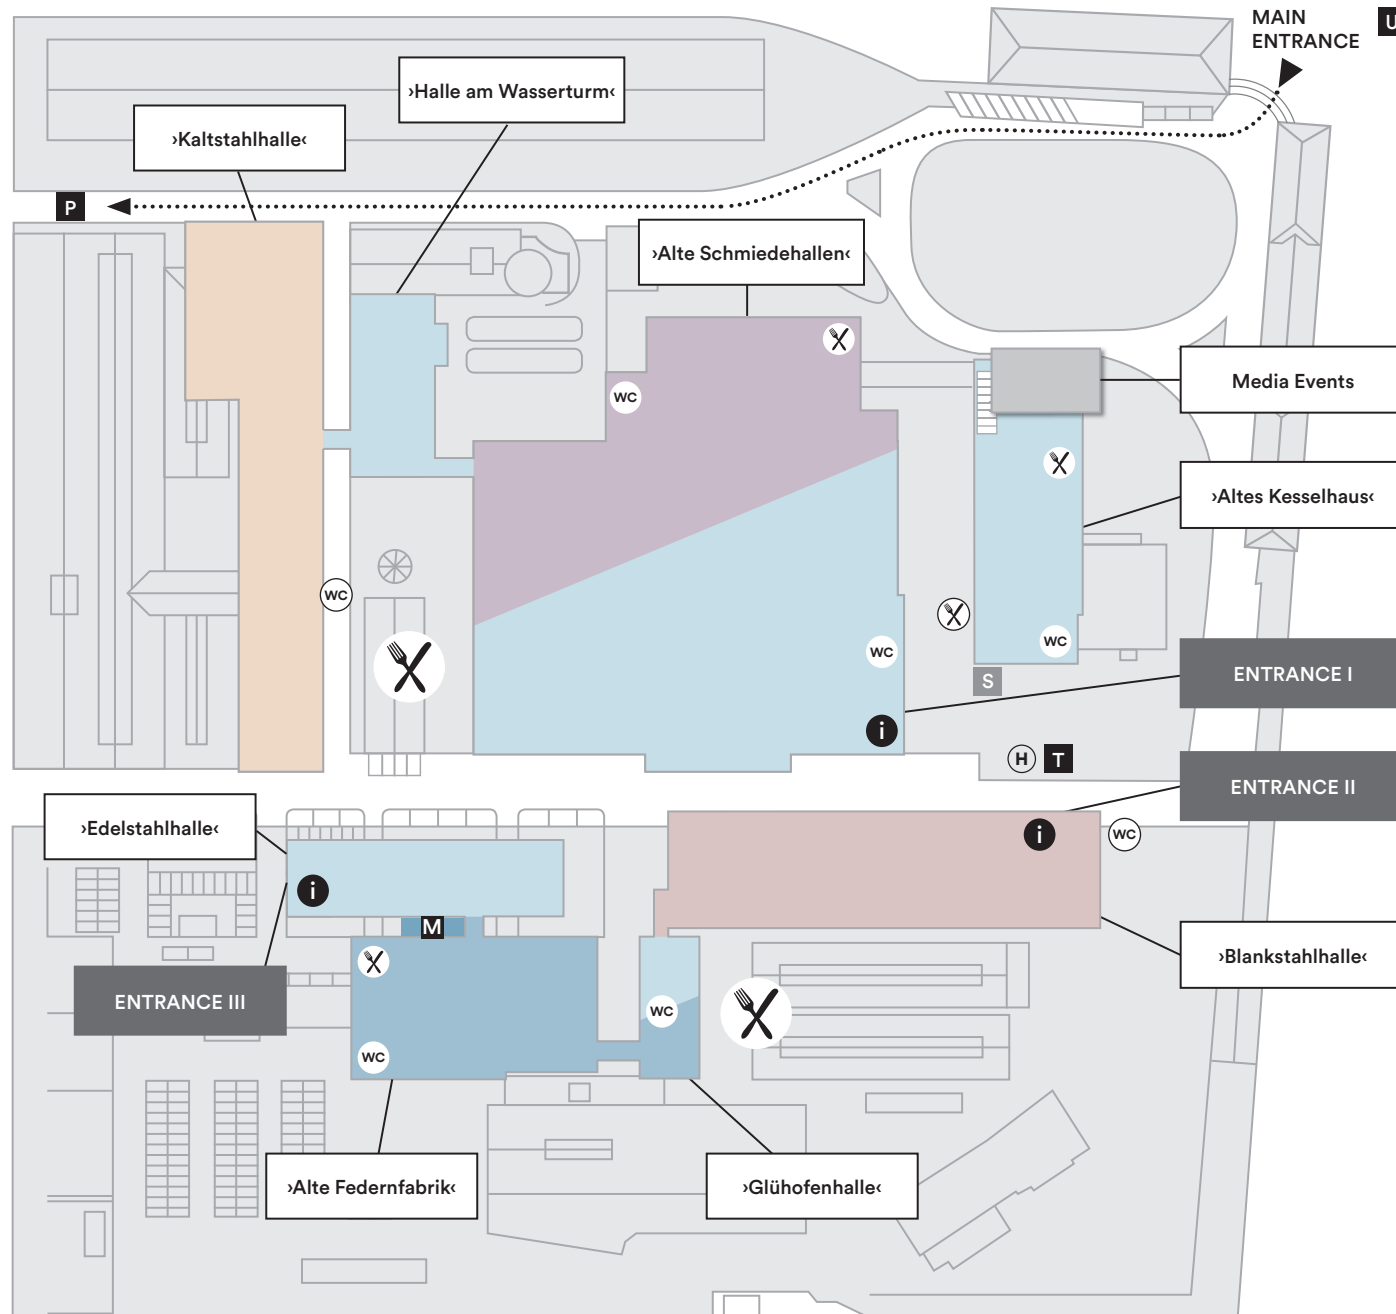 MAIN
ENTRANCE
U
›Halle am Wasserturm‹
›Kaltstahlhalle‹
P
›Alte Schmiedehallen‹
WC
Media Events
›Altes Kesselhaus‹
WC
WC
WC
ENTRANCE I
S
i
H
T
ENTRANCE II
›Edelstahlhalle‹
i
WC
i
M
›Blankstahlhalle‹
ENTRANCE III
WC
WC
›Alte Federnfabrik‹
›Glühofenhalle‹